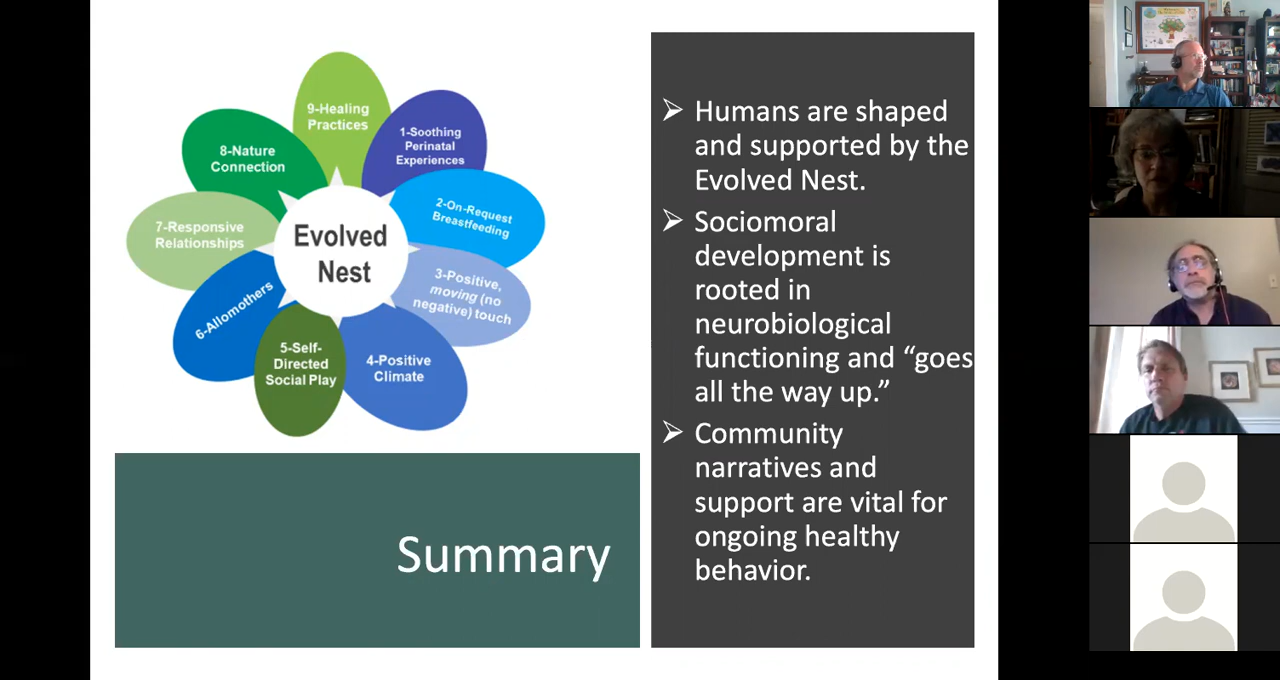 9-Healing
Practices
1-Soothing
Perinatal
Experiences
2-On-Request
Breastfeeding
3-Positive,
moving (no
negative) touch
4-Positive
Climate
5-Self-
Directed
Social Play
6-Allomothers
7-Responsive
Relationships
8-Nature
Connection
Evolved
Nest
Summary
➢ Humans are shaped
and supported by the
Evolved Nest.
➢ Sociomoral
development is
rooted in
neurobiological
functioning and “goes
all the way up.”
➢ Community
narratives and
support are vital for
ongoing healthy
behavior.